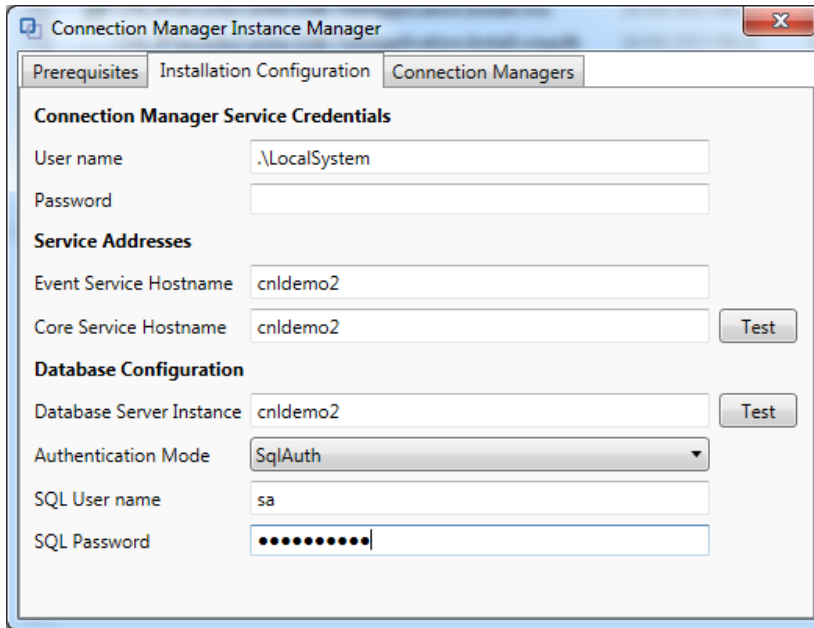 Connection Manager Instance Manager
Prerequisites Installation Configuration Connection Managers
Connection Manager Service Credentials
User name .\LocalSystem
Password
Service Addresses
Event Service Hostname cnldemo2
Core Service Hostname cnldemo2 Test
Database Configuration
Database Server Instance cnldemo2 Test
Authentication Mode SqlAuth
SQL User name sa
SQL Password ●●●●●●●●●●